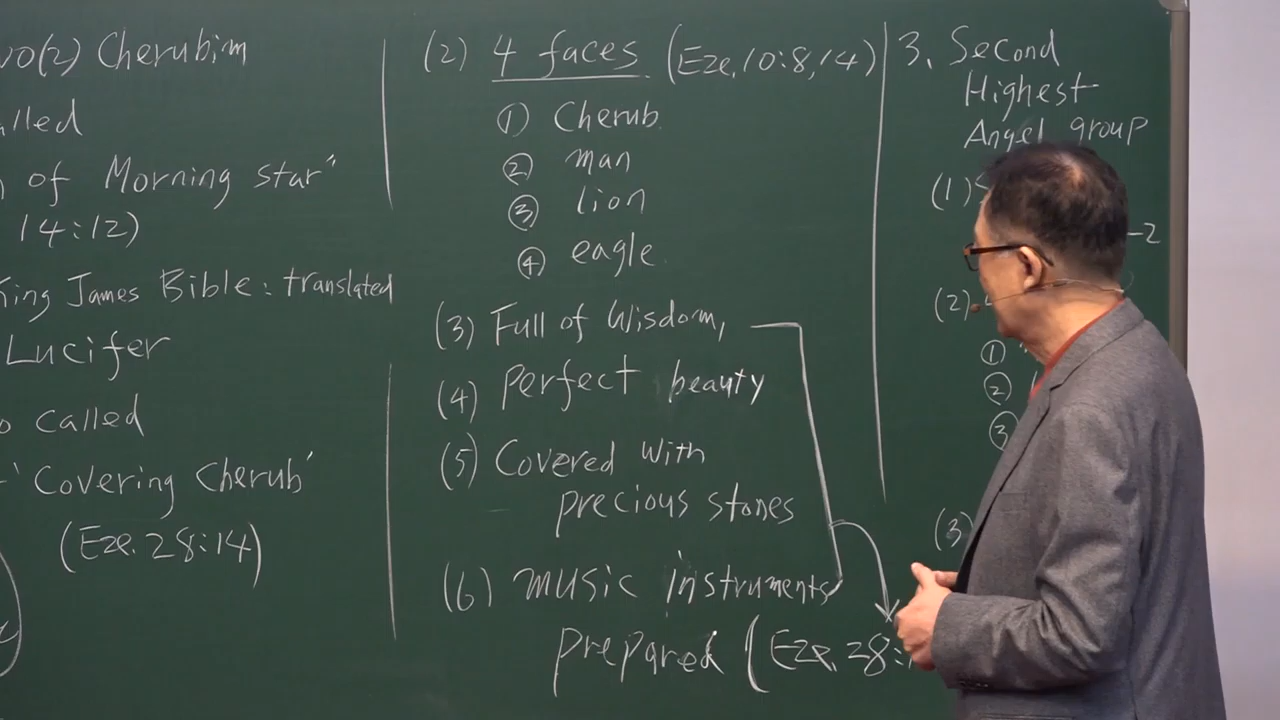 Cherubim
of Morning star"
14:12)
King James Bible: translated
Lucifer
called
'Covering Cherub'
(Eze. 28:14)
(2) 4 faces (Eze, 10:8, 14)
① Cherub
② man
③ lion
④ eagle
(3) Full of Wisdom,
(4) perfect beauty
(5) Covered with
precious stones
(6) music instruments
prepared (Eze. 28:
3. Second
Highest
Angel group
(1)
-2
(2)
①
②
③
(3)